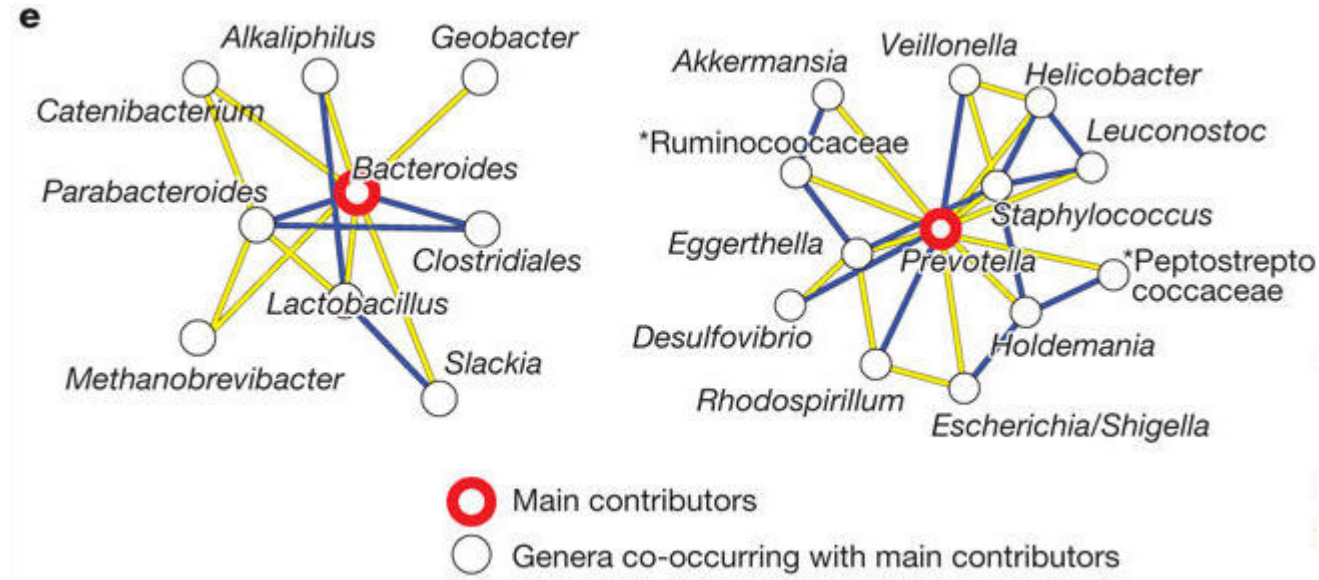 e
Alkaliphilus
Geobacter
Catenibacterium
Bacteroides
Parabacteroides
Clostridiales
Lactobacillus
Slackia
Methanobrevibacter
Veillonella
Akkermansia
Helicobacter
*Ruminococcaceae
Leuconostoc
Staphylococcus
Eggerthella
Prevotella
*Peptostrepto
coccaceae
Desulfovibrio
Holdemania
Rhodospirillum
Escherichia/Shigella
Main contributors
Genera co-occurring with main contributors